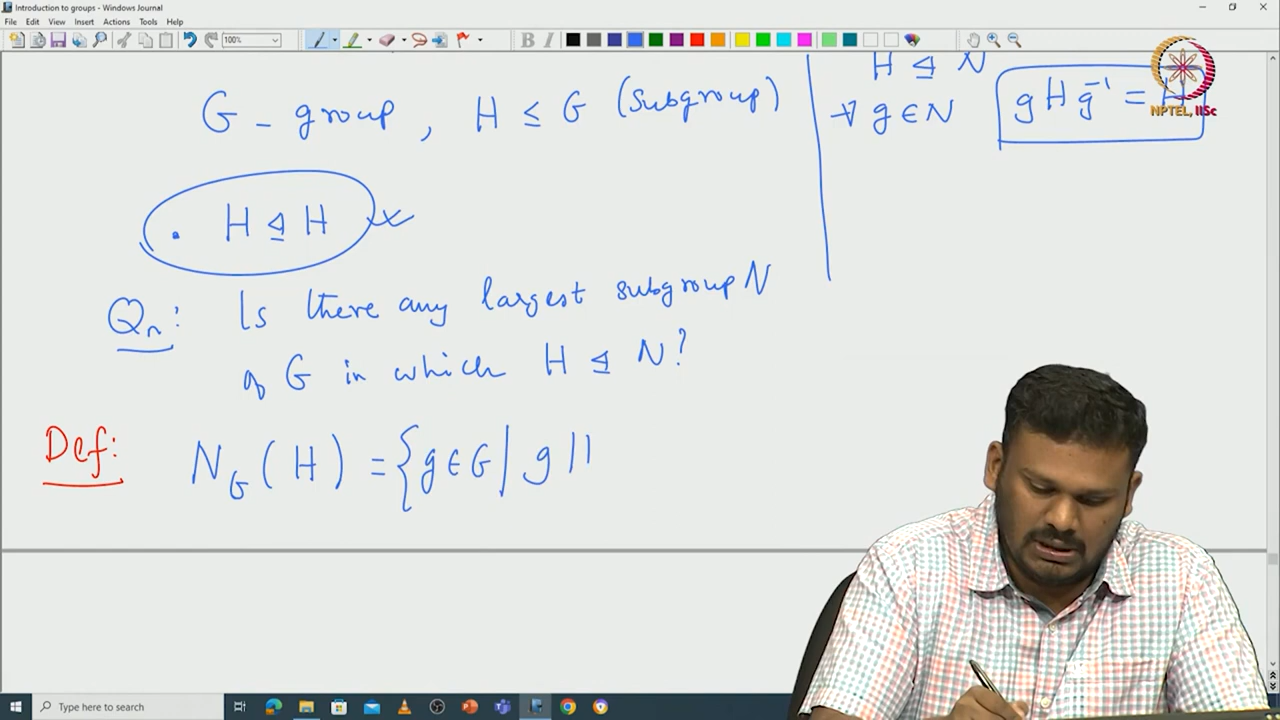 Introduction to groups - Windows Journal
File Edit View Insert Actions Tools Help
100%
B I
G - group, H ≤ G (subgroup)
H ⊴ N
∀ g ∈ N gHg⁻¹ = H
NPTEL, IISc
. H ⊴ H
Qn: Is there any largest subgroup N
of G in which H ⊴ N?
Def: N_G(H) = {g ∈ G | g
Type here to search